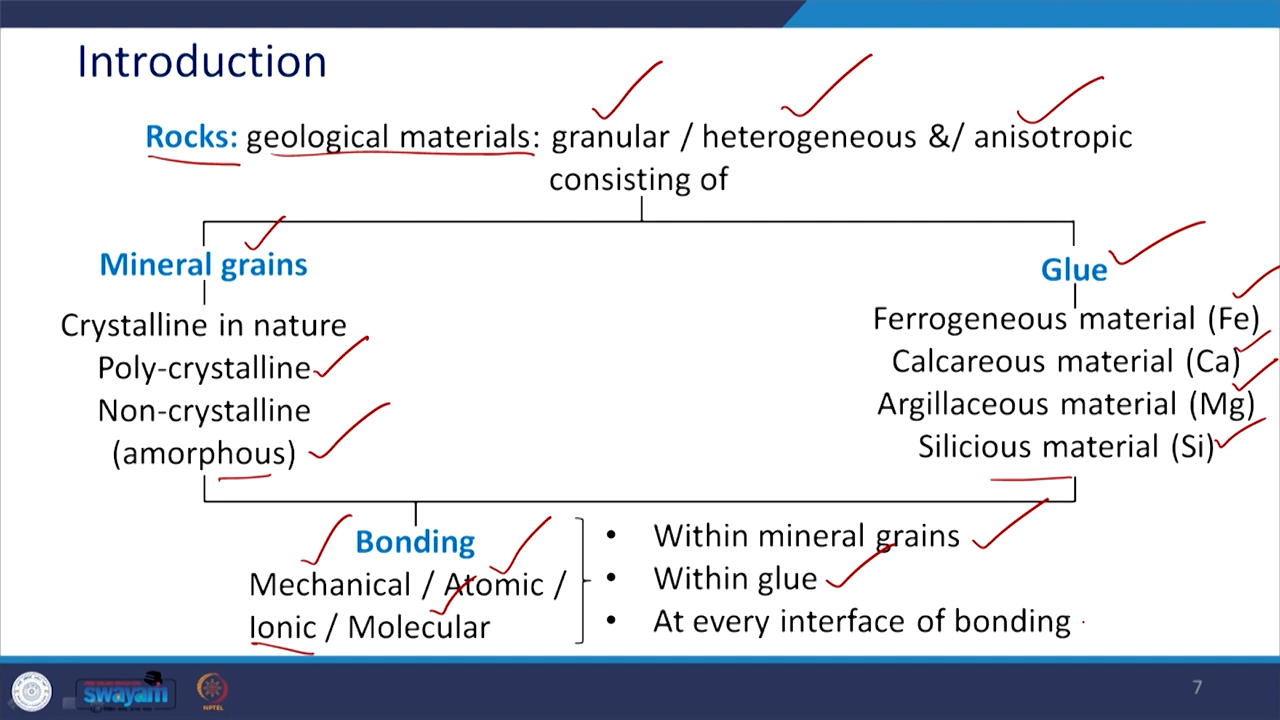 Introduction
Rocks: geological materials: granular / heterogeneous &/ anisotropic
consisting of
Mineral grains
Crystalline in nature
Poly-crystalline
Non-crystalline
(amorphous)
Glue
Ferrogeneous material (Fe)
Calcareous material (Ca)
Argillaceous material (Mg)
Silicious material (Si)
Bonding
Mechanical / Atomic /
Ionic / Molecular
• Within mineral grains
• Within glue
• At every interface of bonding
swayam
NPTEL
7